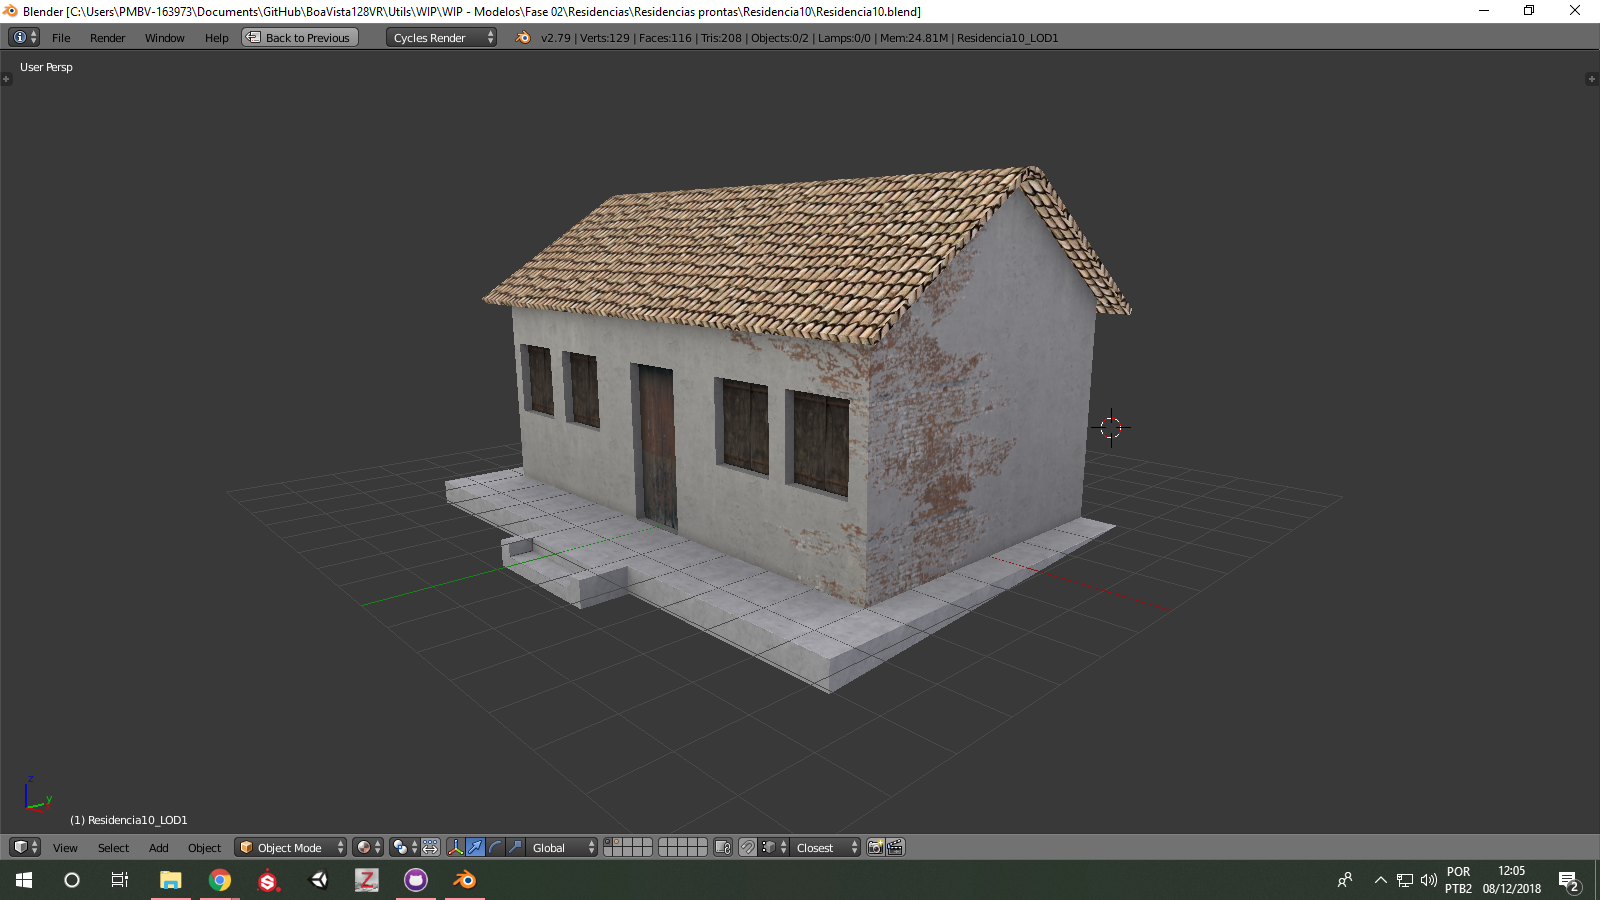 Blender [C:\Users\PMBV-163973\Documents\GitHub\BoaVista128VR\Utils\WIP\WIP - Modelos\Fase 02\Residencias\Residencias prontas\Residencia10\Residencia10.blend]
File Render Window Help Back to Previous Cycles Render v2.79 | Verts:129 | Faces:116 | Tris:208 | Objects:0/2 | Lamps:0/0 | Mem:24.81M | Residencia10_LOD1
User Persp
z
y
(1) Residencia10_LOD1
View Select Add Object Object Mode Global Closest
POR 12:05
PTB2 08/12/2018 2